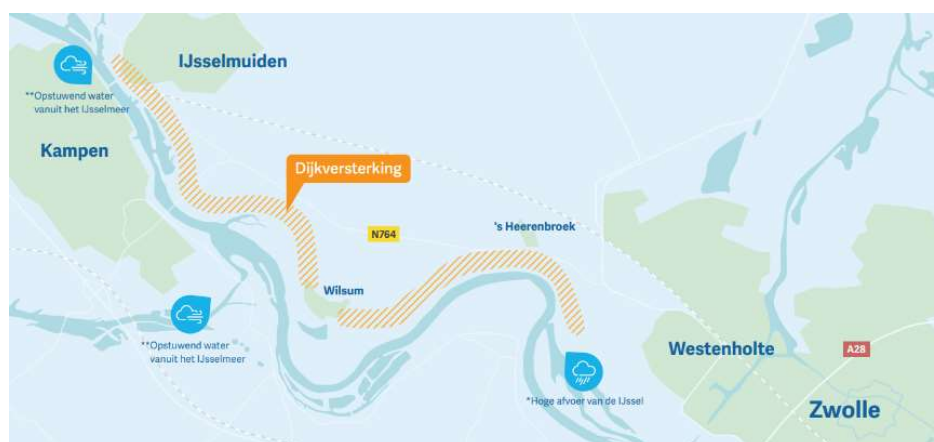 IJsselmuiden
**Opstuwend water
vanuit het IJsselmeer
Kampen
Dijkversterking
's Heerenbroek
N764
Wilsum
**Opstuwend water
vanuit het IJsselmeer
Westenholte
A28
*Hoge afvoer van de IJssel
Zwolle